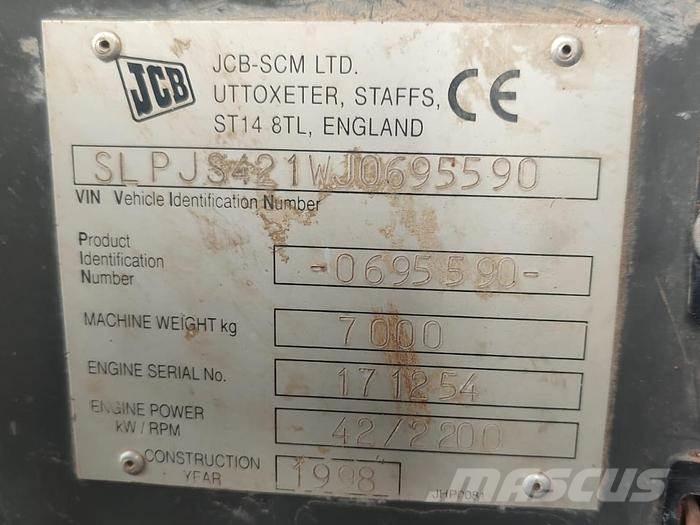 JCB
JCB-SCM LTD.
UTTOXETER, STAFFS,
ST14 8TL, ENGLAND
CE
SLPJS421WJ0695590
VIN Vehicle Identification Number
Product
Identification
Number
-0695590-
MACHINE WEIGHT kg
7000
ENGINE SERIAL No.
171254
ENGINE POWER
kW / RPM
42/2200
CONSTRUCTION
YEAR
1998
MASCUS